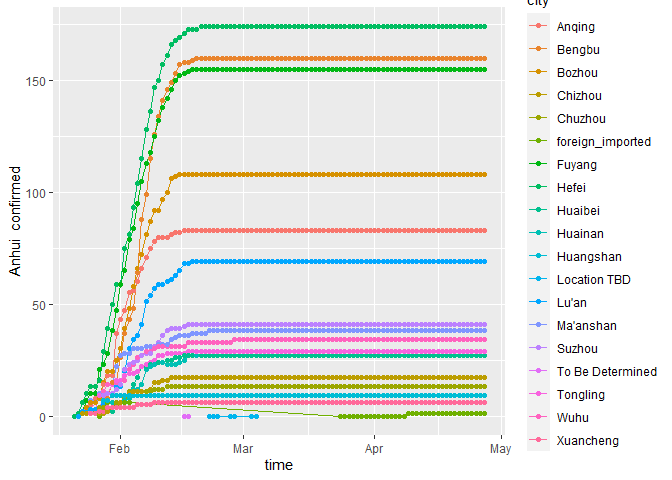 City
Anqing
Bengbu
Bozhou
Chizhou
Chuzhou
foreign_imported
Fuyang
Hefei
Huaibei
Huainan
Huangshan
Location TBD
Lu'an
Ma'anshan
Suzhou
To Be Determined
Tongling
Wuhu
Xuancheng
Anhui confirmed
150
100
50
0
Feb
Mar
Apr
May
time